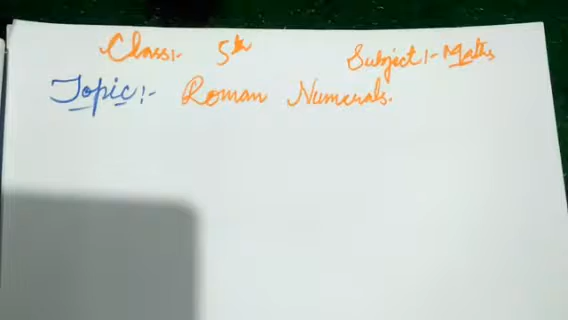 Class:- 5th Subject:- Maths
Topic:- Roman Numerals.